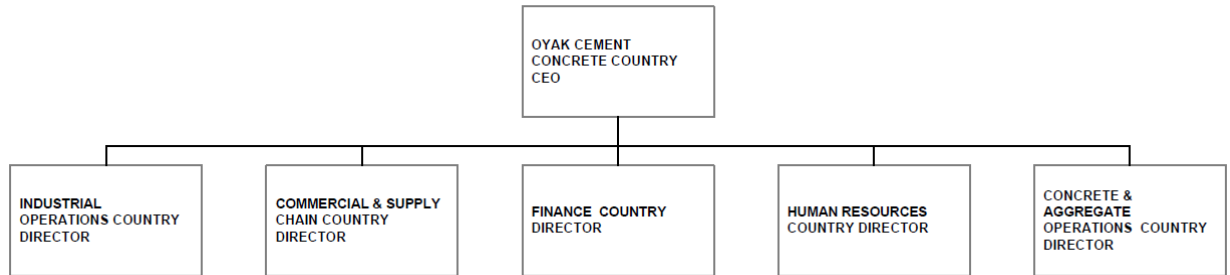 OYAK CEMENT
CONCRETE COUNTRY
CEO
INDUSTRIAL
OPERATIONS COUNTRY
DIRECTOR
COMMERCIAL & SUPPLY
CHAIN COUNTRY
DIRECTOR
FINANCE COUNTRY
DIRECTOR
HUMAN RESOURCES
COUNTRY DIRECTOR
CONCRETE &
AGGREGATE
OPERATIONS COUNTRY
DIRECTOR